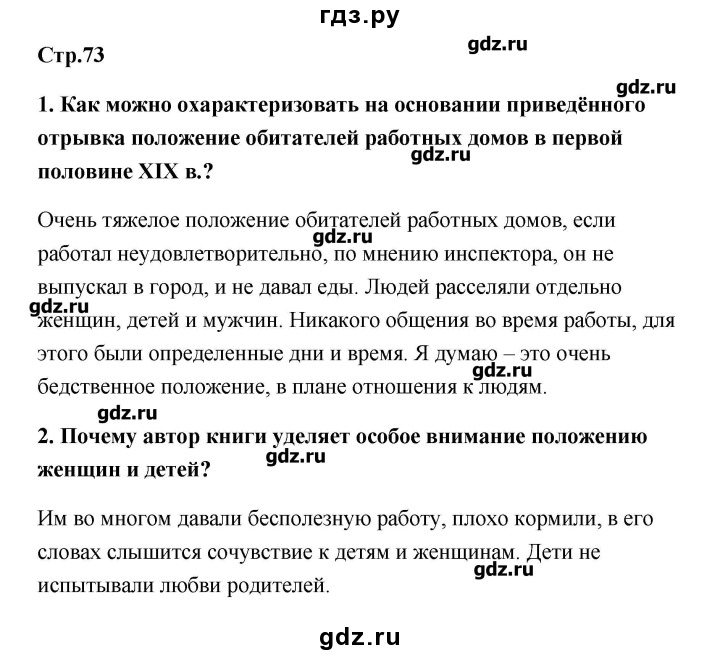 гдз.ру
Стр.73
gdz.ru
gdz.ru
1. Как можно охарактеризовать на основании приведённого
отрывка положение обитателей работных домов в первой
gdz.ru
половине XIX в.?
Очень тяжелое положение обитателей работных домов, если
gdz.ru
работал неудовлетворительно, по мнению инспектора, он не
выпускал в город, и не давал еды. Людей расселяли отдельно
gdz.ru
женщин, детей и мужчин. Никакого общения во время работы, для
этого были определенные дни и время. Я думаю – это очень
gdz.ru
бедственное положение, в плане отношения к людям.
gdz.ru
2. Почему автор книги уделяет особое внимание положению
gdz.ru
женщин и детей?
Им во многом давали бесполезную работу, плохо кормили, в его
словах слышится сочувствие к детям и женщинам. Дети не
gdz.ru
испытывали любви родителей.
gdz.ru